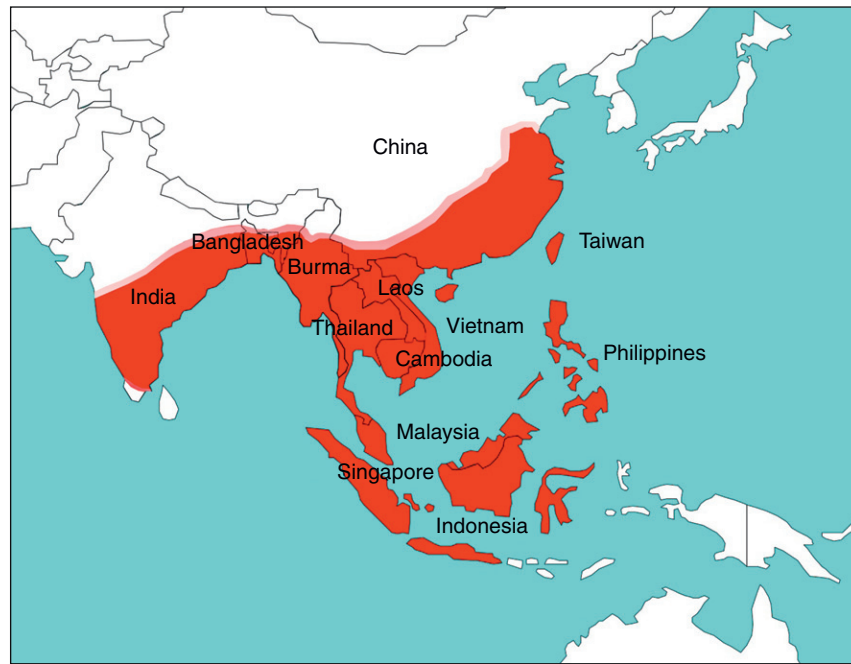 China
Taiwan
Bangladesh
Burma
India
Laos
Thailand
Vietnam
Cambodia
Philippines
Malaysia
Singapore
Indonesia